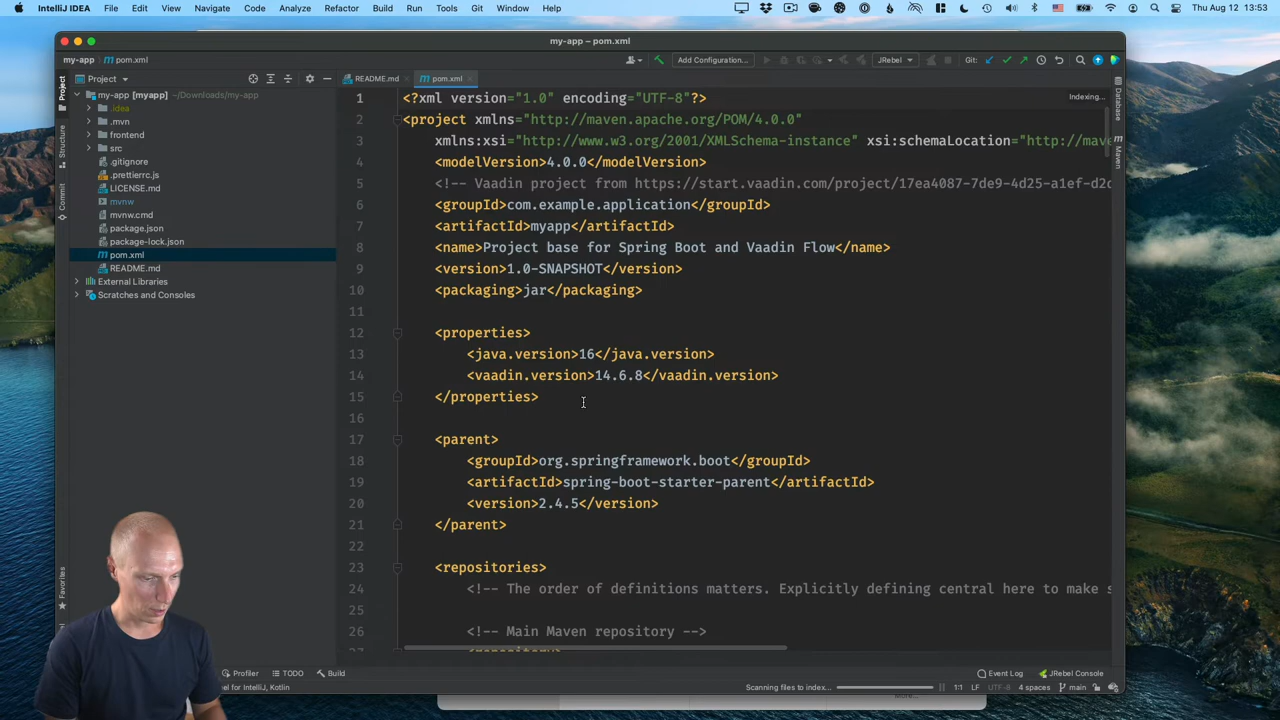 IntelliJ IDEA File Edit View Navigate Code Analyze Refactor Build Run Tools Git Window Help Thu Aug 12 13:53
my-app – pom.xml
my-app pom.xml Add Configuration... JRebel Git:
Project README.md pom.xml
my-app [myapp] ~/Downloads/my-app
.idea
.mvn
frontend
src
.gitignore
.prettierrc.js
LICENSE.md
mvnw
mvnw.cmd
package.json
package-lock.json
pom.xml
README.md
External Libraries
Scratches and Consoles
Project
Structure
Commit
Favorites
1 <?xml version="1.0" encoding="UTF-8"?>
2 <project xmlns="http://maven.apache.org/POM/4.0.0"
3 xmlns:xsi="http://www.w3.org/2001/XMLSchema-instance" xsi:schemaLocation="http://mave
4 <modelVersion>4.0.0</modelVersion>
5 <!-- Vaadin project from https://start.vaadin.com/project/17ea4087-7de9-4d25-a1ef-d2d
6 <groupId>com.example.application</groupId>
7 <artifactId>myapp</artifactId>
8 <name>Project base for Spring Boot and Vaadin Flow</name>
9 <version>1.0-SNAPSHOT</version>
10 <packaging>jar</packaging>
11
12 <properties>
13 <java.version>16</java.version>
14 <vaadin.version>14.6.8</vaadin.version>
15 </properties>
16
17 <parent>
18 <groupId>org.springframework.boot</groupId>
19 <artifactId>spring-boot-starter-parent</artifactId>
20 <version>2.4.5</version>
21 </parent>
22
23 <repositories>
24 <!-- The order of definitions matters. Explicitly defining central here to make s
25
26 <!-- Main Maven repository -->
Indexing...
Database
Maven
Profiler TODO Build Event Log JRebel Console
el for IntelliJ, Kotlin Scanning files to index... 1:1 LF UTF-8 4 spaces main
More...